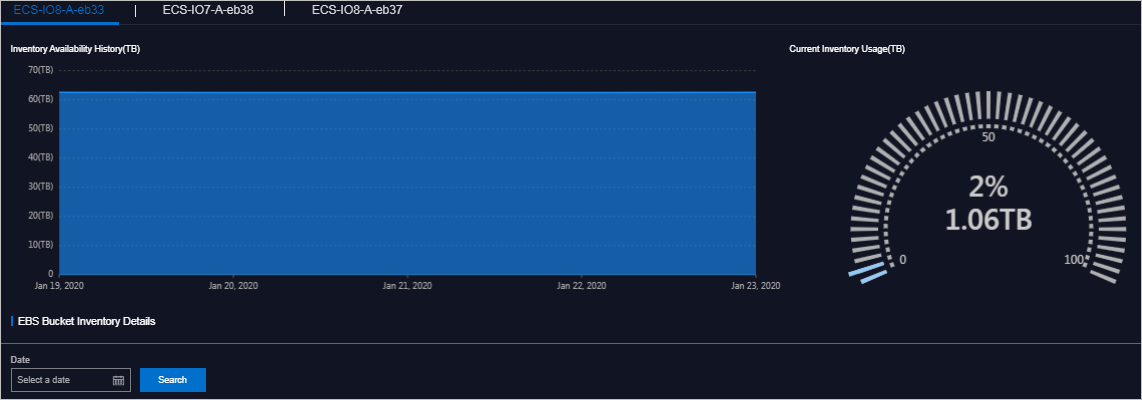 ECS-IO8-A-eb33 | ECS-IO7-A-eb38 | ECS-IO8-A-eb37
Inventory Availability History(TB)
Current Inventory Usage(TB)
70(TB)
60(TB)
50(TB)
40(TB)
30(TB)
20(TB)
10(TB)
0
Jan 19, 2020 Jan 20, 2020 Jan 21, 2020 Jan 22, 2020 Jan 23, 2020
50
2%
1.06TB
0 100
EBS Bucket Inventory Details
Date
Select a date Search